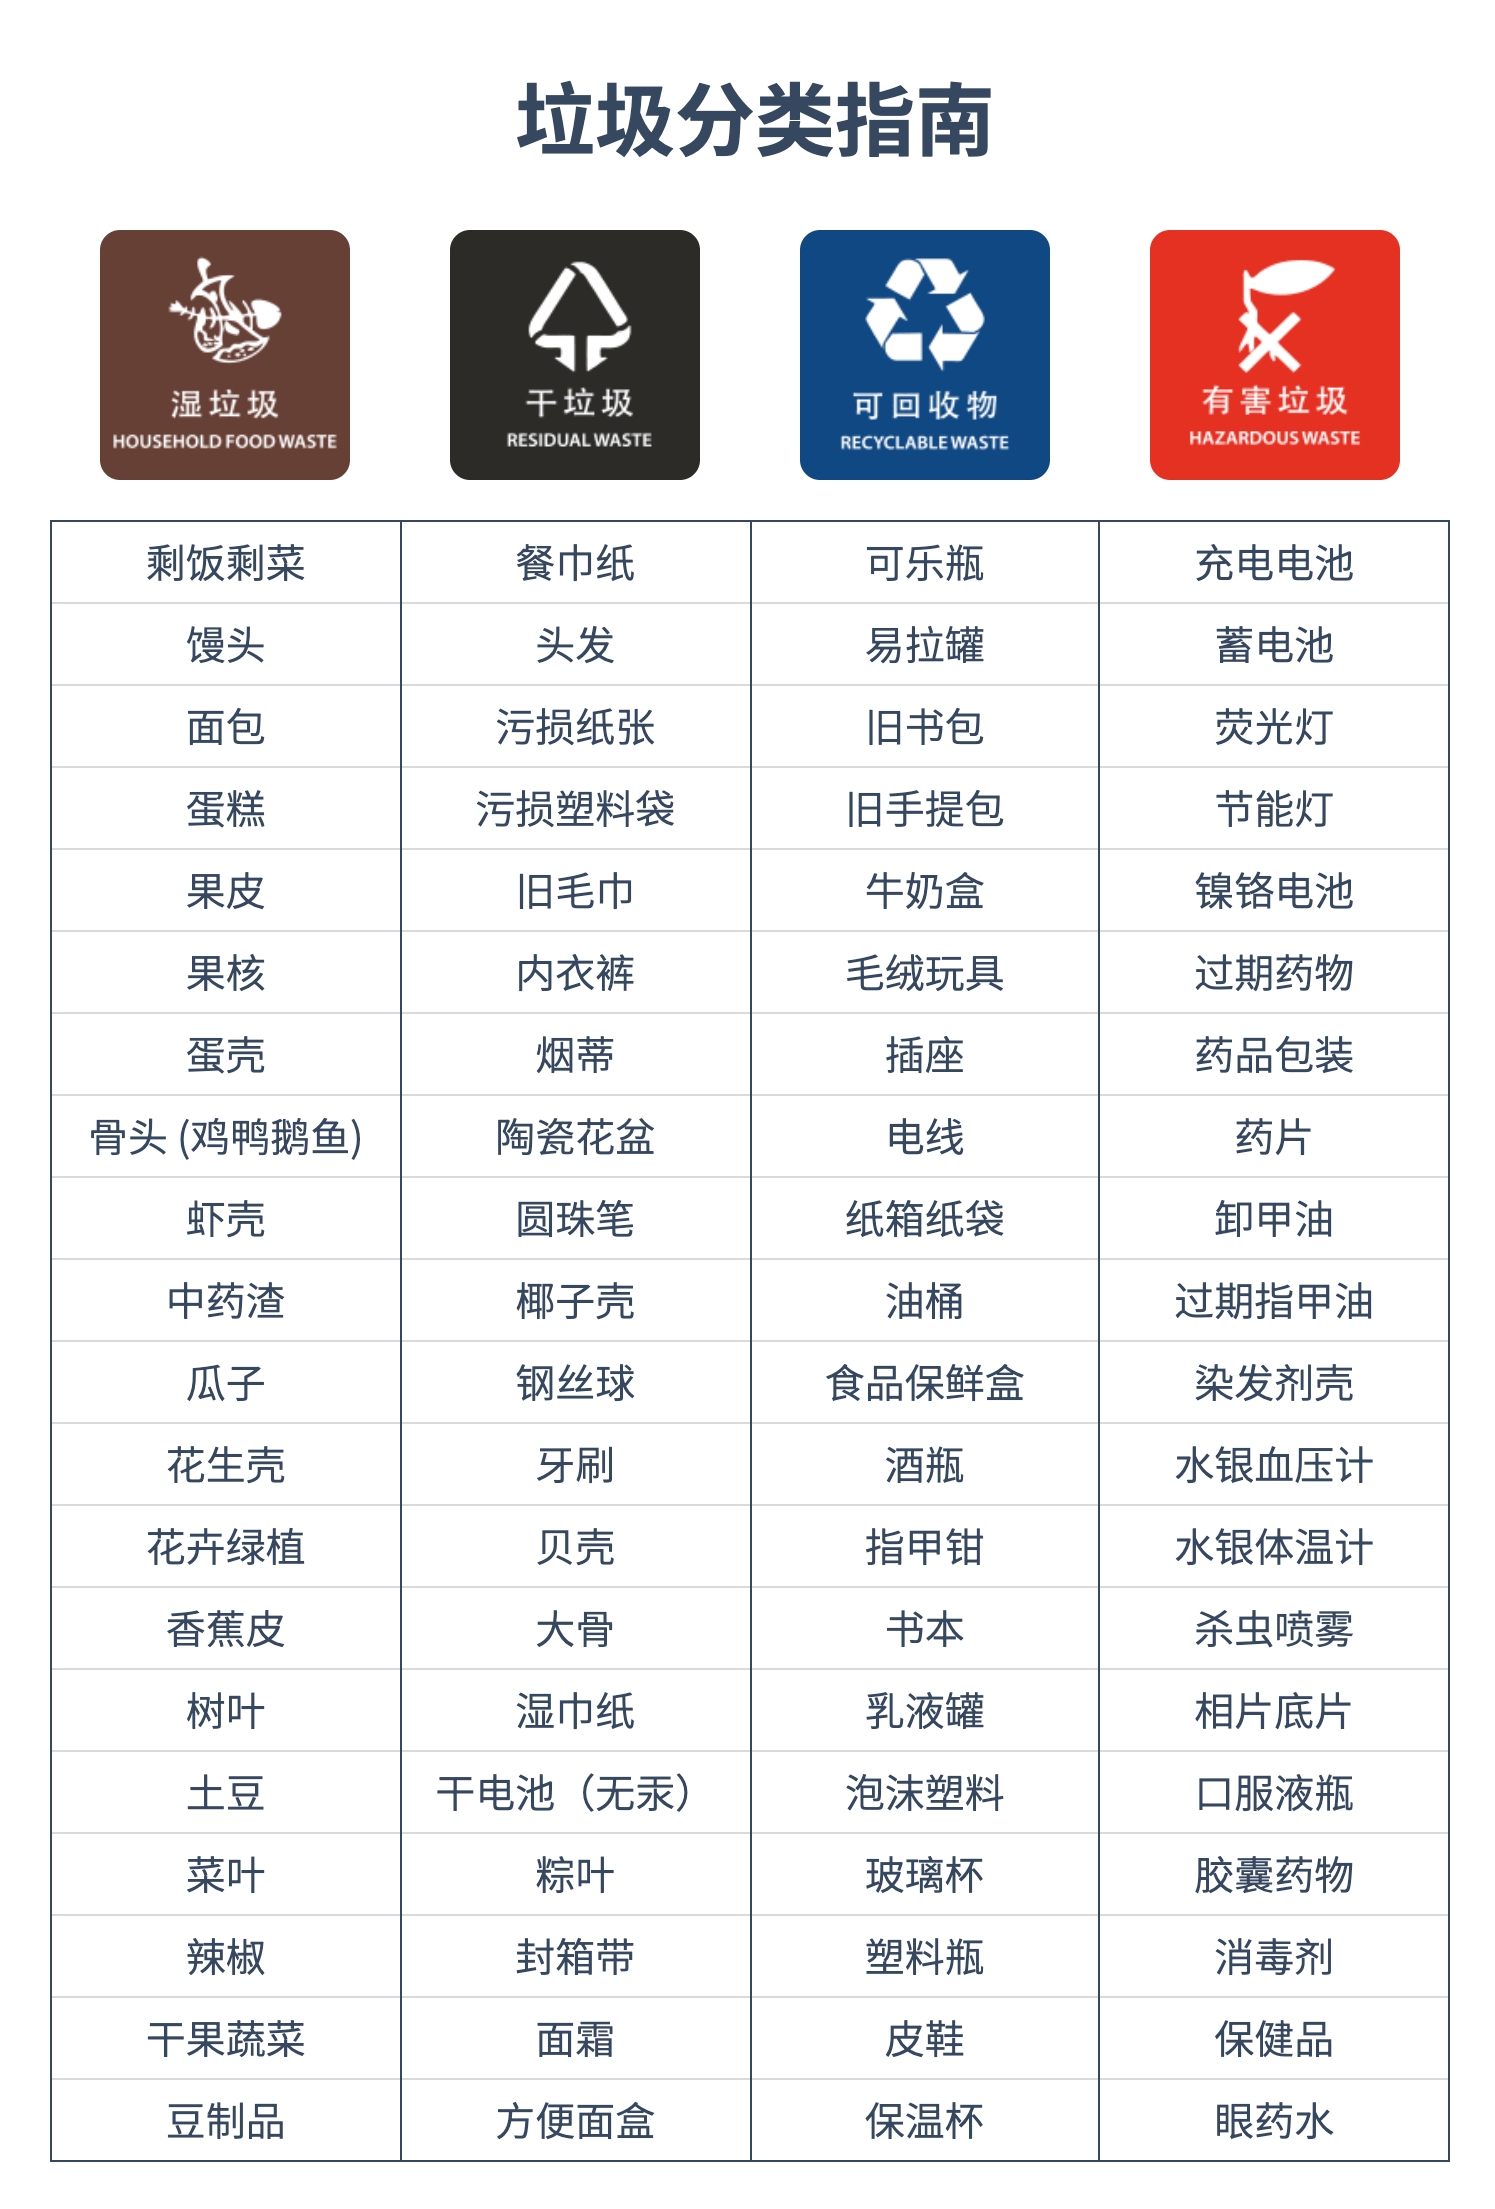 垃圾分类指南
湿垃圾
HOUSEHOLD FOOD WASTE
干垃圾
RESIDUAL WASTE
可回收物
RECYCLABLE WASTE
有害垃圾
HAZARDOUS WASTE
剩饭剩菜 餐巾纸 可乐瓶 充电电池
馒头 头发 易拉罐 蓄电池
面包 污损纸张 旧书包 荧光灯
蛋糕 污损塑料袋 旧手提包 节能灯
果皮 旧毛巾 牛奶盒 镍铬电池
果核 内衣裤 毛绒玩具 过期药物
蛋壳 烟蒂 插座 药品包装
骨头 (鸡鸭鹅鱼) 陶瓷花盆 电线 药片
虾壳 圆珠笔 纸箱纸袋 卸甲油
中药渣 椰子壳 油桶 过期指甲油
瓜子 钢丝球 食品保鲜盒 染发剂壳
花生壳 牙刷 酒瓶 水银血压计
花卉绿植 贝壳 指甲钳 水银体温计
香蕉皮 大骨 书本 杀虫喷雾
树叶 湿巾纸 乳液罐 相片底片
土豆 干电池（无汞） 泡沫塑料 口服液瓶
菜叶 粽叶 玻璃杯 胶囊药物
辣椒 封箱带 塑料瓶 消毒剂
干果蔬菜 面霜 皮鞋 保健品
豆制品 方便面盒 保温杯 眼药水